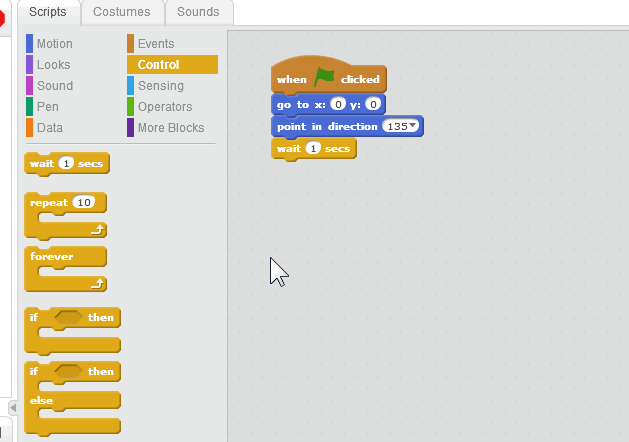 Scripts Costumes Sounds
Motion Events
Looks Control
Sound Sensing
Pen Operators
Data More Blocks
wait 1 secs
repeat 10
forever
if then
if then
else
when clicked
go to x: 0 y: 0
point in direction 135
wait 1 secs